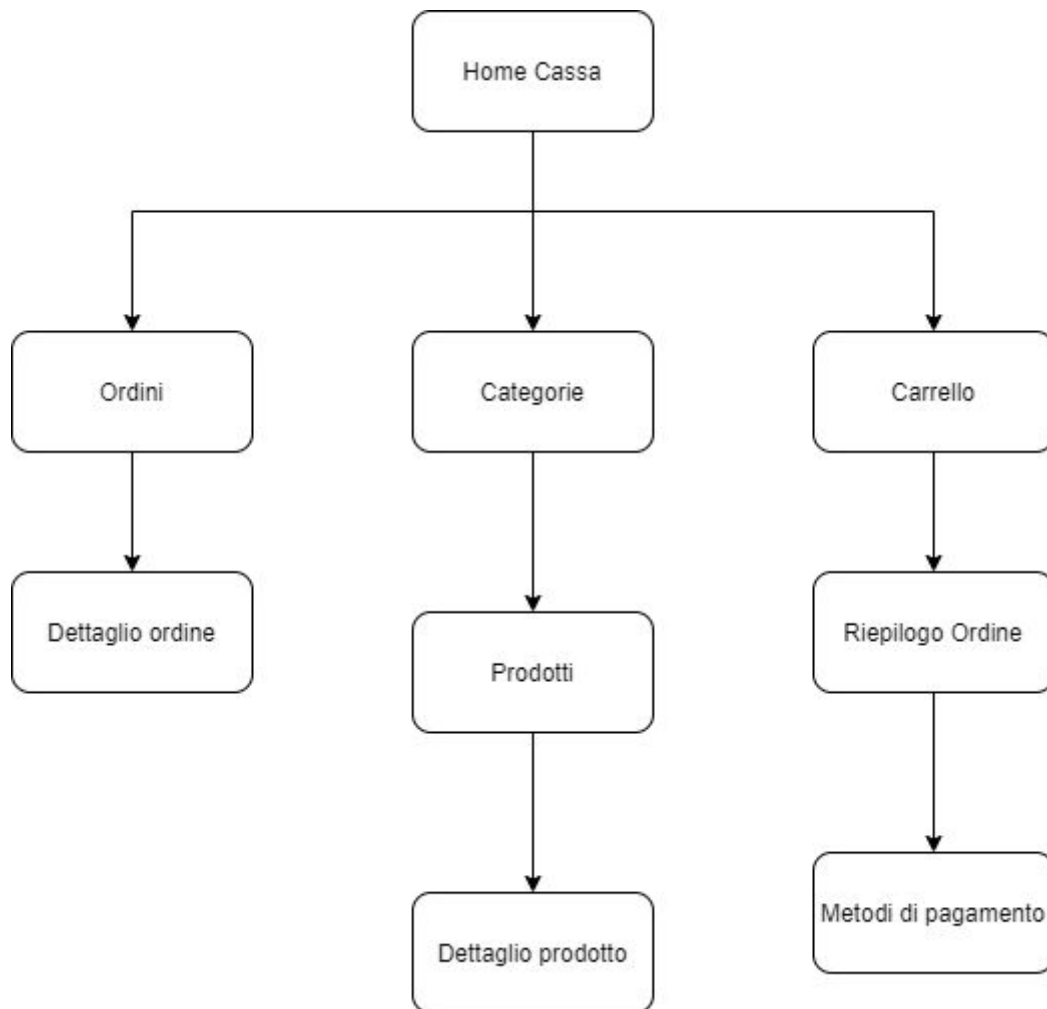 Home Cassa
Ordini
Categorie
Carrello
Dettaglio ordine
Prodotti
Riepilogo Ordine
Dettaglio prodotto
Metodi di pagamento